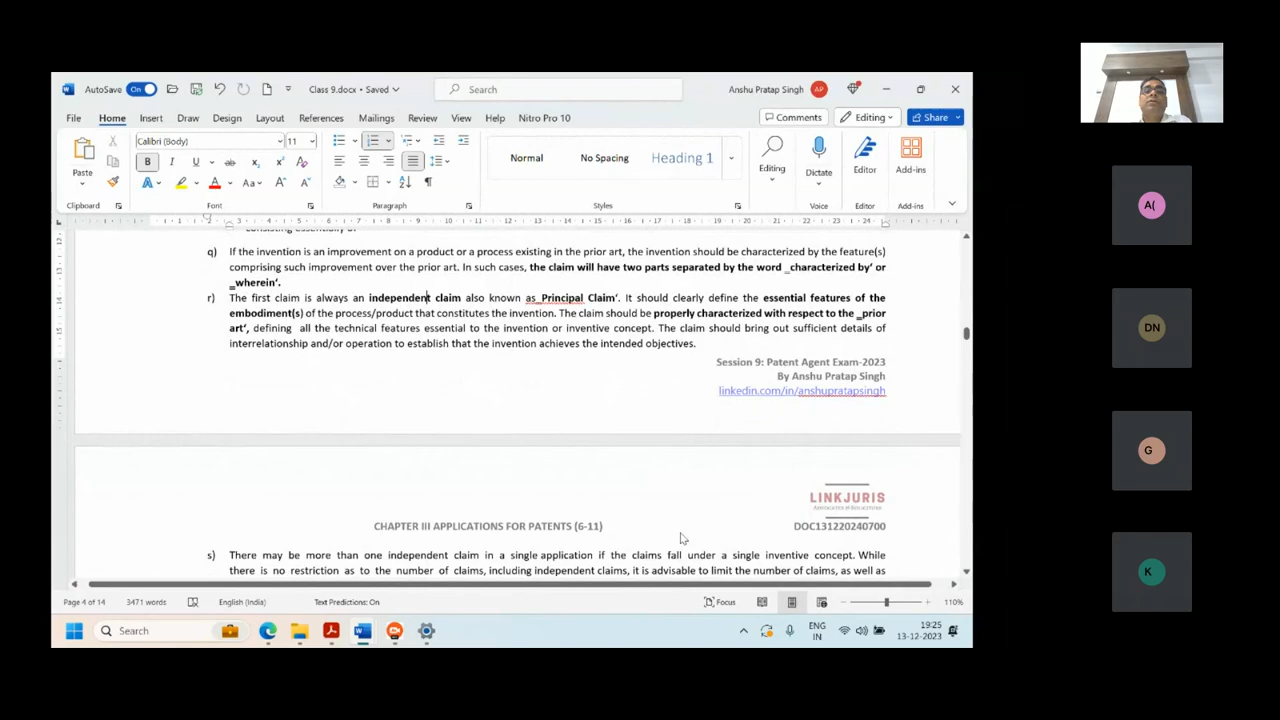 AutoSave On Class 9.docx • Saved Search Anshu Pratap Singh AP
File Home Insert Draw Design Layout References Mailings Review View Help Nitro Pro 10 Comments Editing Share
Calibri (Body) 11
Normal No Spacing Heading 1
Paste Editing Dictate Editor Add-ins
Clipboard Font Paragraph Styles Voice Editor Add-ins
q) If the invention is an improvement on a product or a process existing in the prior art, the invention should be characterized by the feature(s)
comprising such improvement over the prior art. In such cases, the claim will have two parts separated by the word _characterized by‘ or
_wherein‘.
r) The first claim is always an independent claim also known as_Principal Claim‘. It should clearly define the essential features of the
embodiment(s) of the process/product that constitutes the invention. The claim should be properly characterized with respect to the _prior
art‘, defining all the technical features essential to the invention or inventive concept. The claim should bring out sufficient details of
interrelationship and/or operation to establish that the invention achieves the intended objectives.
Session 9: Patent Agent Exam-2023
By Anshu Pratap Singh
linkedin.com/in/anshupratapsingh
LINKJURIS
ADVOCATES & SOLICITORS
CHAPTER III APPLICATIONS FOR PATENTS (6-11) DOC131220240700
s) There may be more than one independent claim in a single application if the claims fall under a single inventive concept. While
there is no restriction as to the number of claims, including independent claims, it is advisable to limit the number of claims, as well as
Page 4 of 14 3471 words English (India) Text Predictions: On Focus 110%
Search ENG
IN 19:25
13-12-2023
A(
DN
G
K